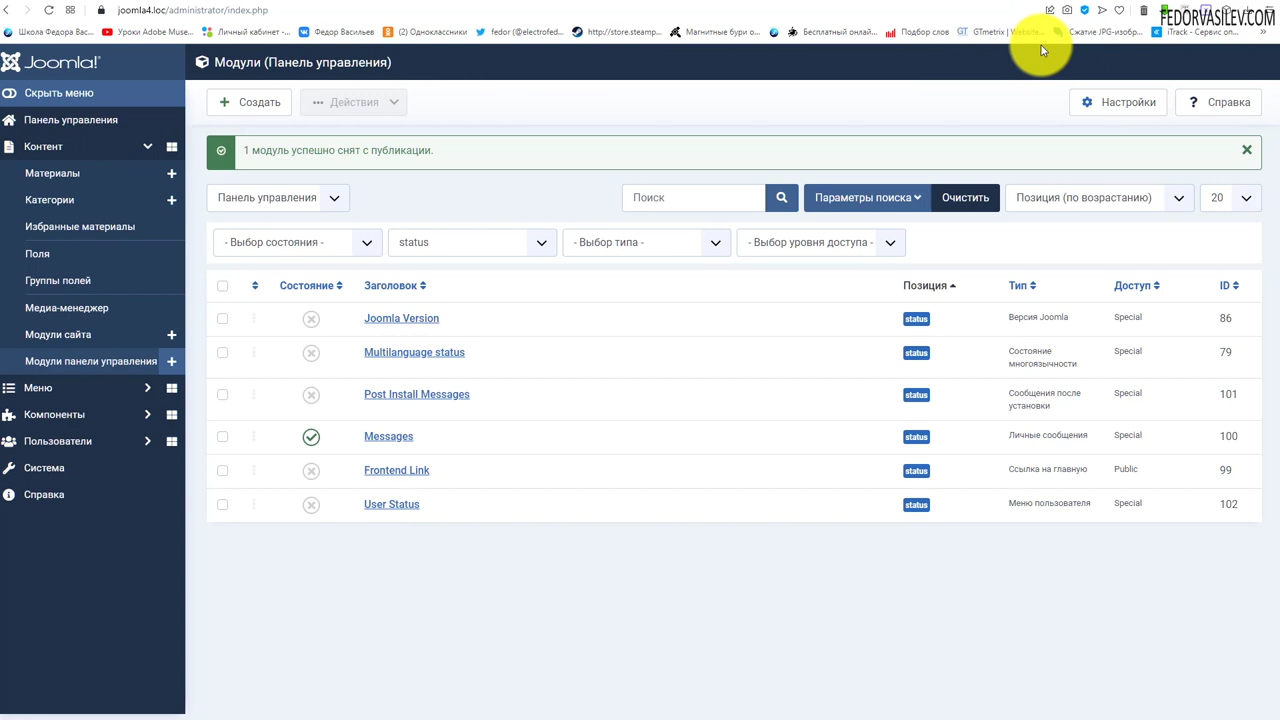 joomla4.loc/administrator/index.php
FEDORVASILEV.COM
Школа Федора Вас...
Уроки Adobe Muse...
Личный кабинет -...
Федор Васильев
(2) Одноклассники
fedor (@electrofed...
http://store.steamp...
Магнитные бури о...
Бесплатный онлай...
Подбор слов
GTmetrix | Website...
Сжатие JPG-изобр...
iTrack - Сервис оп...
Joomla!
Модули (Панель управления)
Скрыть меню
Создать
Действия
Настройки
Справка
Панель управления
Контент
1 модуль успешно снят с публикации.
Материалы
Категории
Избранные материалы
Поля
Группы полей
Медиа-менеджер
Модули сайта
Модули панели управления
Меню
Компоненты
Пользователи
Система
Справка
Панель управления
Поиск
Параметры поиска
Очистить
Позиция (по возрастанию)
20
- Выбор состояния -
status
- Выбор типа -
- Выбор уровня доступа -
Состояние
Заголовок
Позиция
Тип
Доступ
ID
Joomla Version
status
Версия Joomla
Special
86
Multilanguage status
status
Состояние
многоязычности
Special
79
Post Install Messages
status
Сообщения после
установки
Special
101
Messages
status
Личные сообщения
Special
100
Frontend Link
status
Ссылка на главную
Public
99
User Status
status
Меню пользователя
Special
102